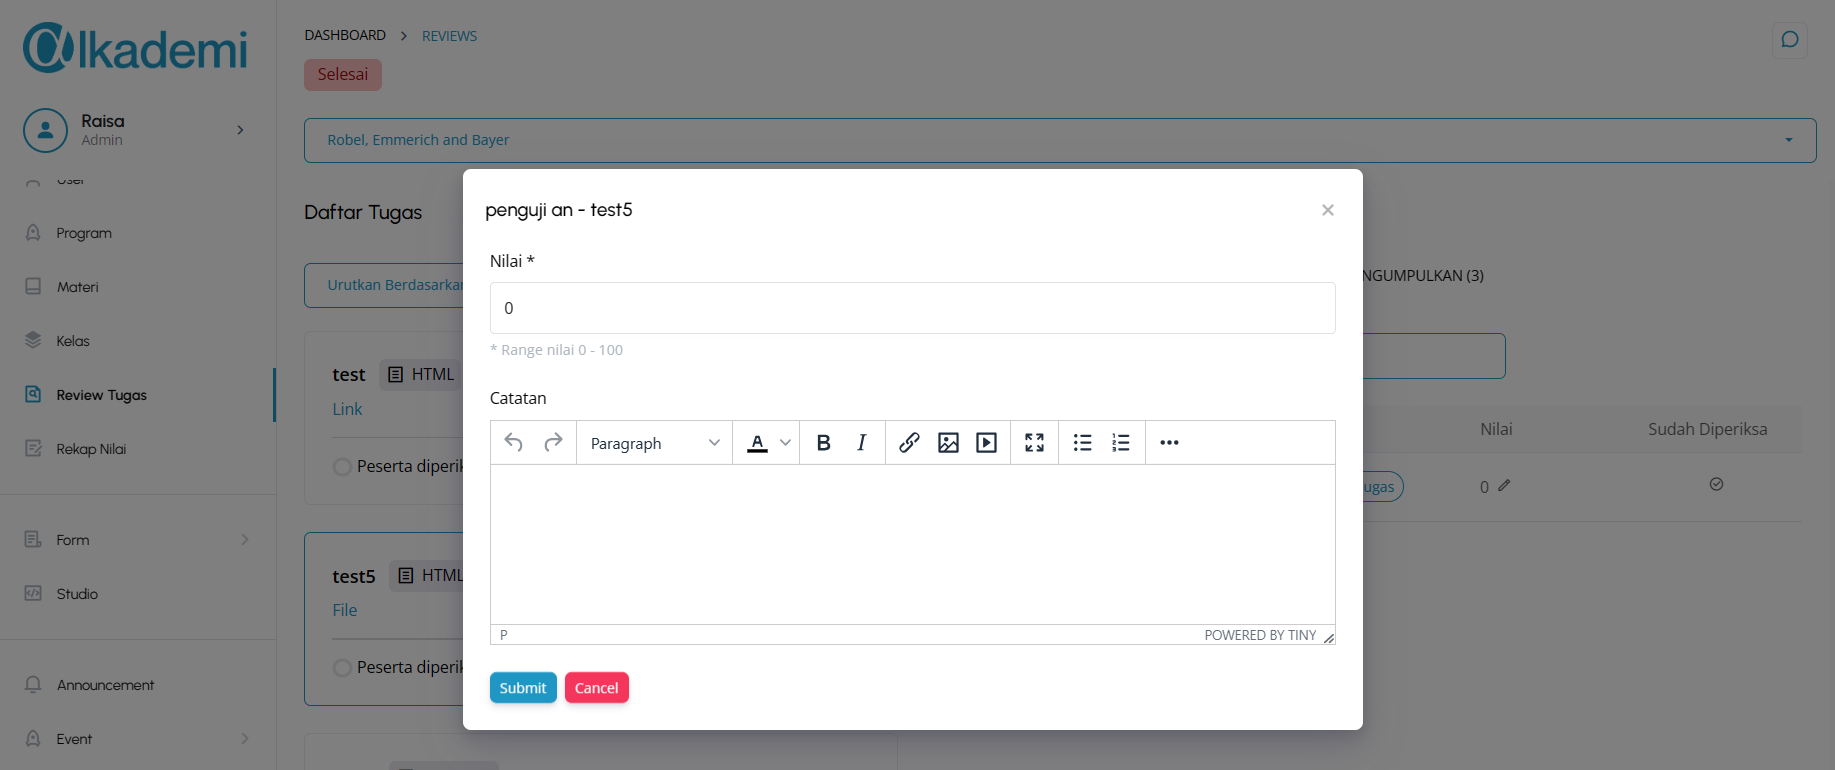 @lkademi
Raisa
Admin
User
Program
Materi
Kelas
Review Tugas
Rekap Nilai
Form
Studio
Announcement
Event
DASHBOARD > REVIEWS
Selesai
Robel, Emmerich and Bayer
Daftar Tugas
Urutkan Berdasarkan
test HTML
Link
Peserta diperik
test5 HTML
File
Peserta diperik
NGUMPULKAN (3)
Nilai Sudah Diperiksa
ugas 0
penguji an - test5
×
Nilai *
0
* Range nilai 0 - 100
Catatan
Paragraph A B I
P POWERED BY TINY
Submit Cancel